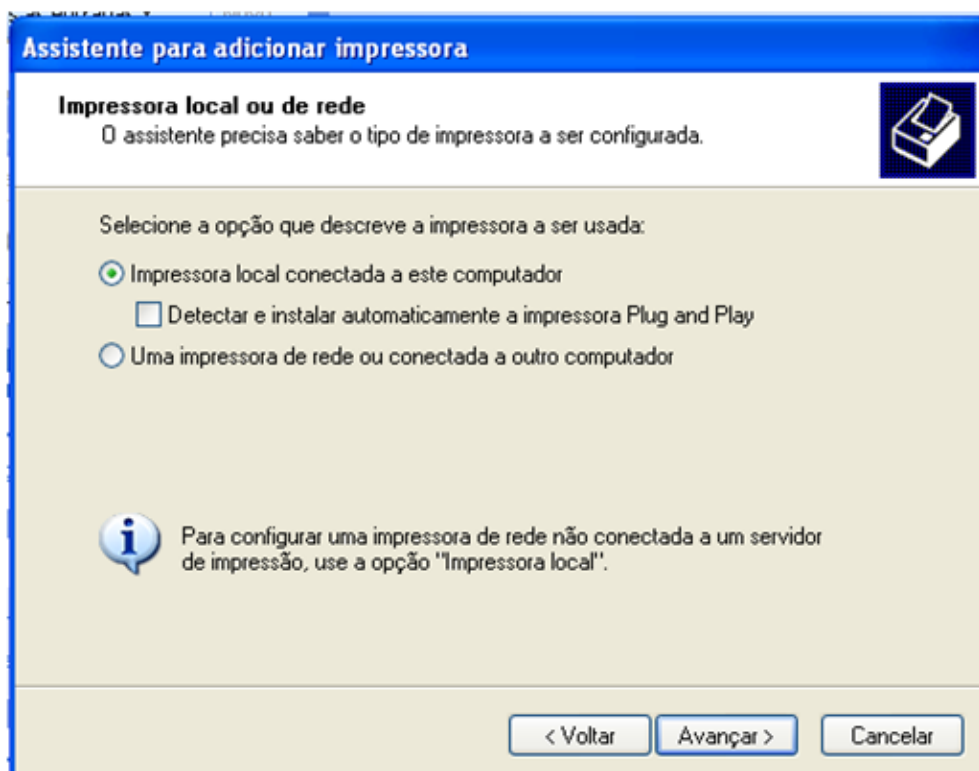 Assistente para adicionar impressora
Impressora local ou de rede
O assistente precisa saber o tipo de impressora a ser configurada.
Selecione a opção que descreve a impressora a ser usada:
Impressora local conectada a este computador
Detectar e instalar automaticamente a impressora Plug and Play
Uma impressora de rede ou conectada a outro computador
Para configurar uma impressora de rede não conectada a um servidor
de impressão, use a opção "Impressora local".
< Voltar
Avançar >
Cancelar